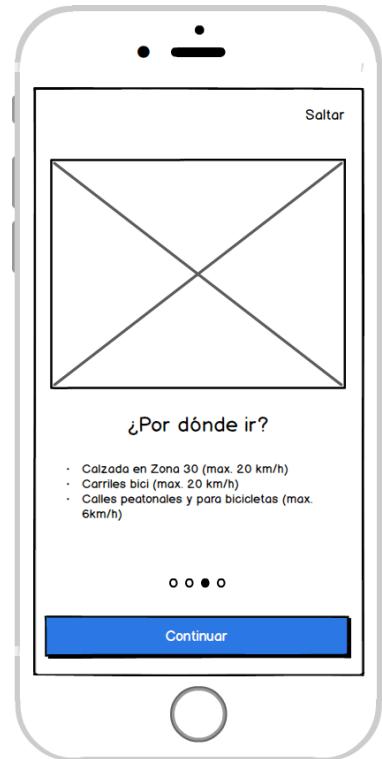 Saltar
¿Por dónde ir?
· Calzada en Zona 30 (max. 20 km/h)
· Carriles bici (max. 20 km/h)
· Calles peatonales y para bicicletas (max.
6km/h)
Continuar